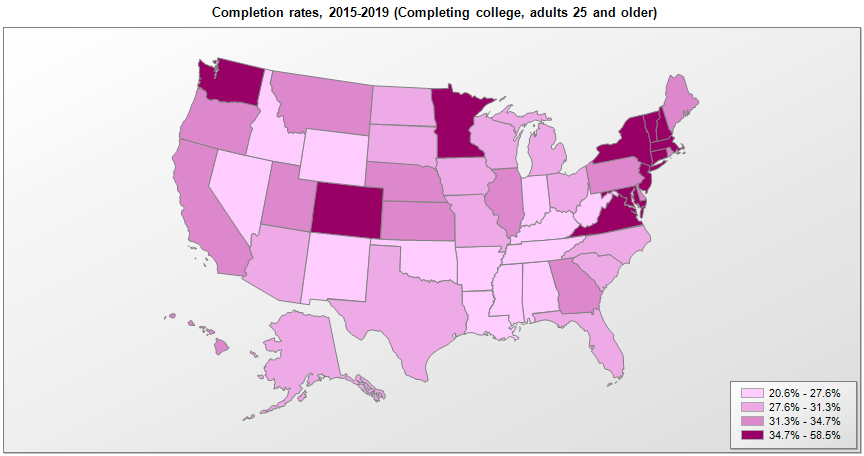 Completion rates, 2015-2019 (Completing college, adults 25 and older)
20.6% - 27.6%
27.6% - 31.3%
31.3% - 34.7%
34.7% - 58.5%